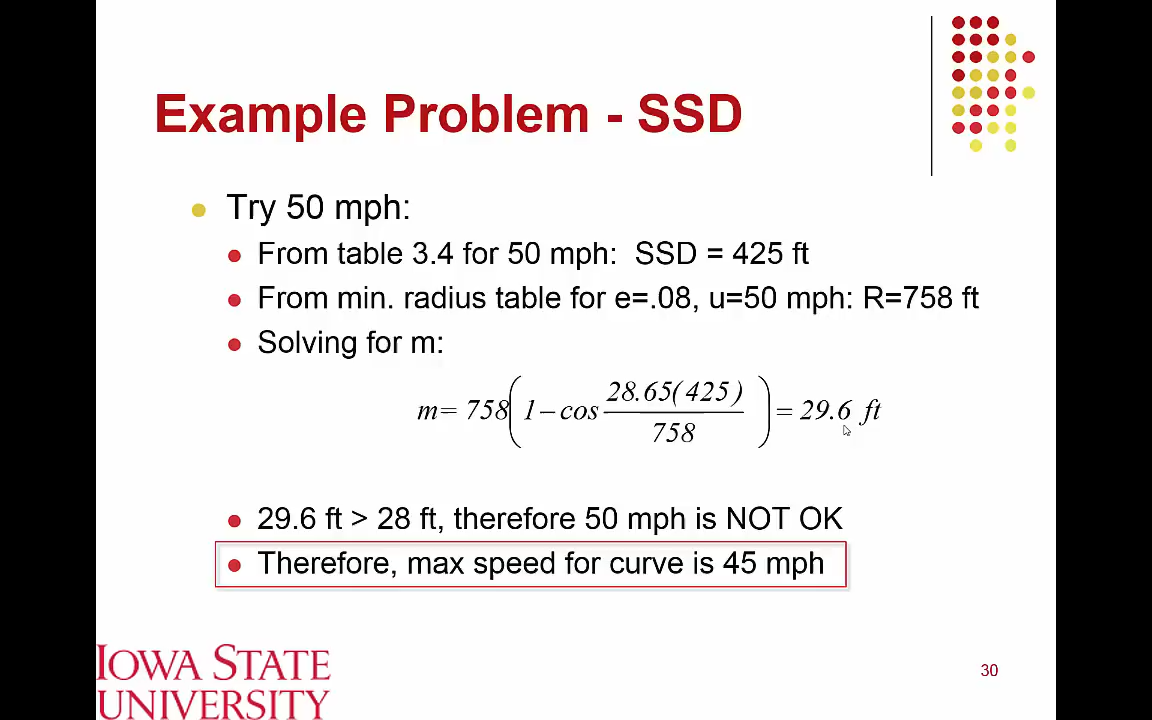 Example Problem - SSD
Try 50 mph:
From table 3.4 for 50 mph: SSD = 425 ft
From min. radius table for e=.08, u=50 mph: R=758 ft
Solving for m:
m= 758(1–cos 28.65(425)/758) = 29.6 ft
29.6 ft > 28 ft, therefore 50 mph is NOT OK
Therefore, max speed for curve is 45 mph
IOWA STATE
UNIVERSITY
30